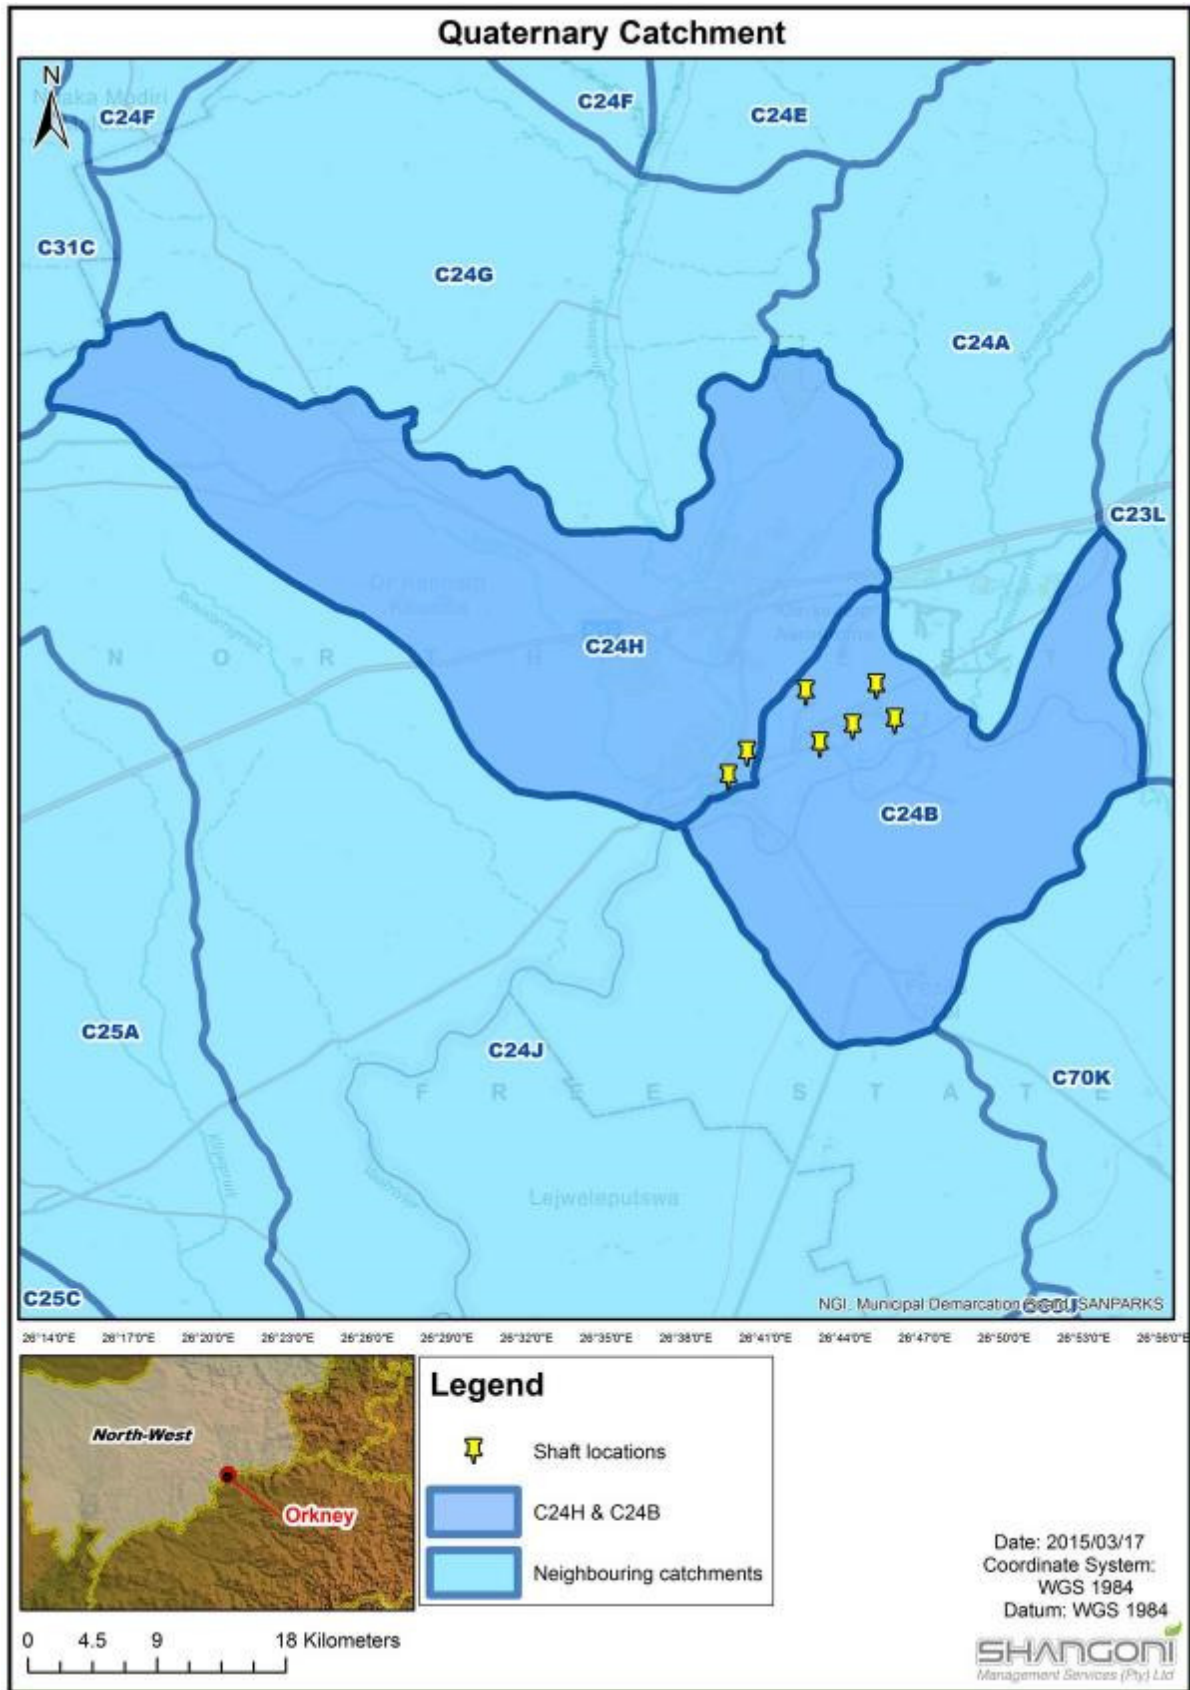 Quaternary Catchment
N
C24F
C24F
C24E
C31C
C24G
C24A
C23L
C24H
N O R T H W E S T
C24B
C25A
C24J
C70K
F R E E S T A T E
Lejweleputswa
C25C
NGI, Municipal Demarcation Board, SANPARKS
26°14'0"E 26°17'0"E 26°20'0"E 26°23'0"E 26°26'0"E 26°29'0"E 26°32'0"E 26°35'0"E 26°38'0"E 26°41'0"E 26°44'0"E 26°47'0"E 26°50'0"E 26°53'0"E 26°56'0"E
North-West
Orkney
Legend
Shaft locations
C24H & C24B
Neighbouring catchments
0 4.5 9 18 Kilometers
Date: 2015/03/17
Coordinate System:
WGS 1984
Datum: WGS 1984
SHANGONI
Management Services (Pty) Ltd